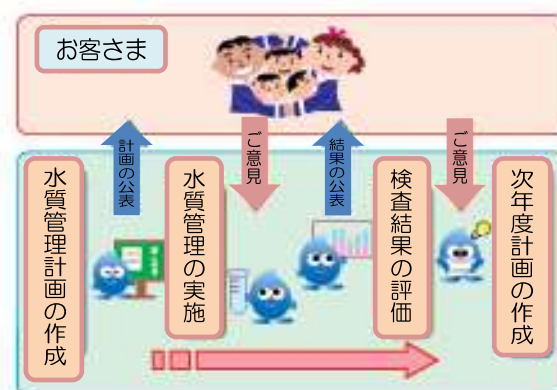 お客さま
計画の公表
ご意見
結果の公表
ご意見
水質管理計画の作成
水質管理の実施
検査結果の評価
次年度計画の作成